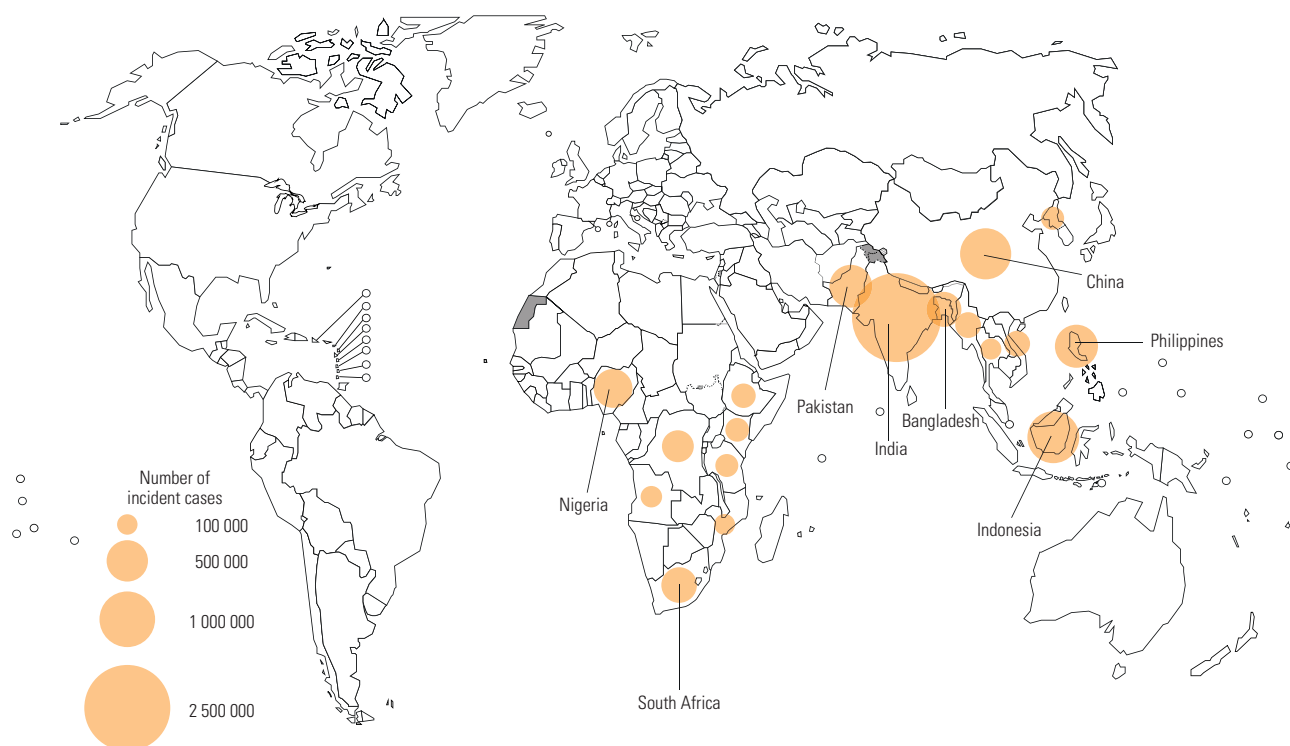 China
Philippines
Pakistan
Bangladesh
India
Nigeria
Indonesia
South Africa
Number of
incident cases
100 000
500 000
1 000 000
2 500 000